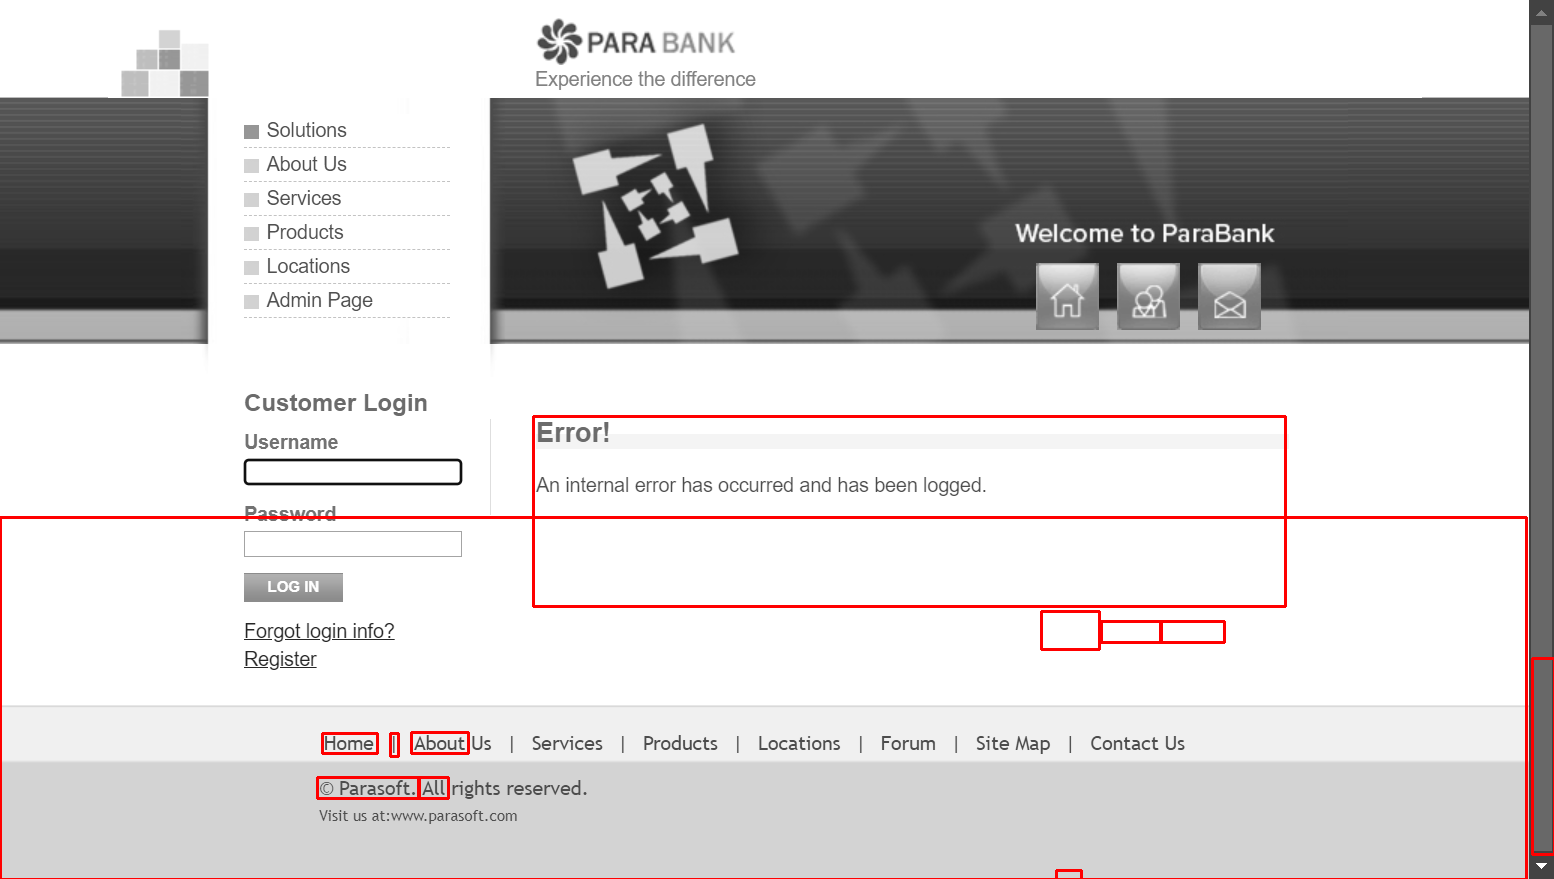 PARA BANK
Experience the difference
Solutions
About Us
Services
Products
Locations
Admin Page
Welcome to ParaBank
Customer Login
Username
Password
LOG IN
Forgot login info?
Register
Error!
An internal error has occurred and has been logged.
Home | About Us | Services | Products | Locations | Forum | Site Map | Contact Us
© Parasoft. All rights reserved.
Visit us at:www.parasoft.com